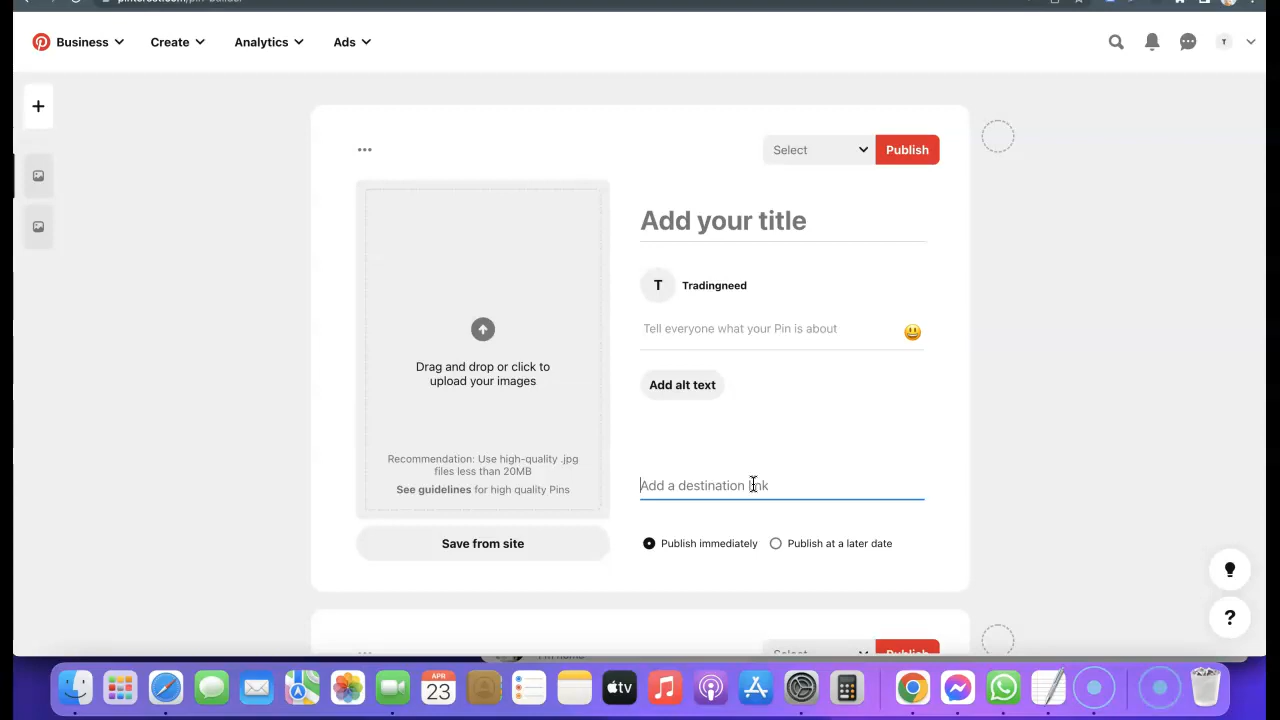 Business
Create
Analytics
Ads
T
Select
Publish
Add your title
T
Tradingneed
Tell everyone what your Pin is about
Add alt text
Drag and drop or click to
upload your images
Recommendation: Use high-quality .jpg
files less than 20MB
See guidelines for high quality Pins
Add a destination link
Save from site
Publish immediately
Publish at a later date
?
Select
Publish
APR
23
tv